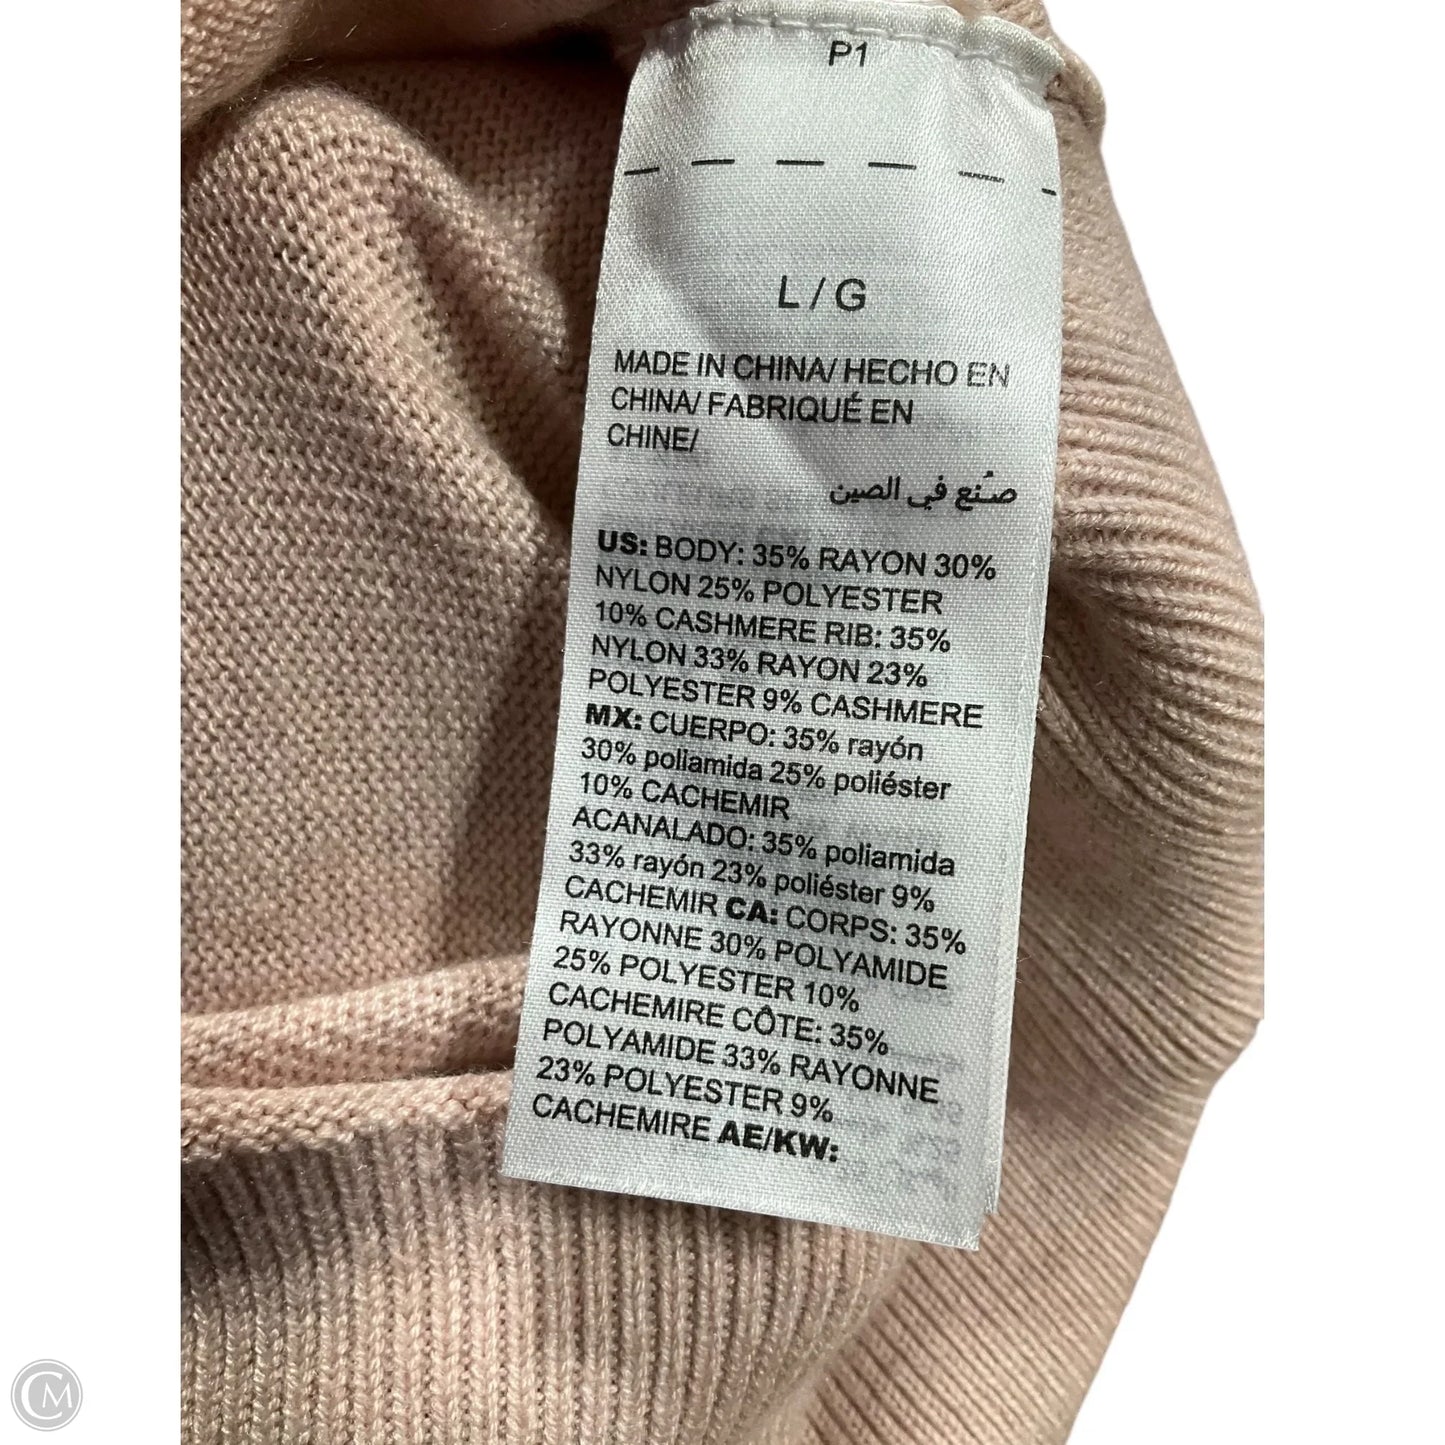 P1
L / G
MADE IN CHINA/ HECHO EN
CHINA/ FABRIQUÉ EN
CHINE/
صُنع في الصين
US: BODY: 35% RAYON 30%
NYLON 25% POLYESTER
10% CASHMERE RIB: 35%
NYLON 33% RAYON 23%
POLYESTER 9% CASHMERE
MX: CUERPO: 35% rayón
30% poliamida 25% poliéster
10% CACHEMIR
ACANALADO: 35% poliamida
33% rayón 23% poliéster 9%
CACHEMIR CA: CORPS: 35%
RAYONNE 30% POLYAMIDE
25% POLYESTER 10%
CACHEMIRE CÔTE: 35%
POLYAMIDE 33% RAYONNE
23% POLYESTER 9%
CACHEMIRE AE/KW:
CM